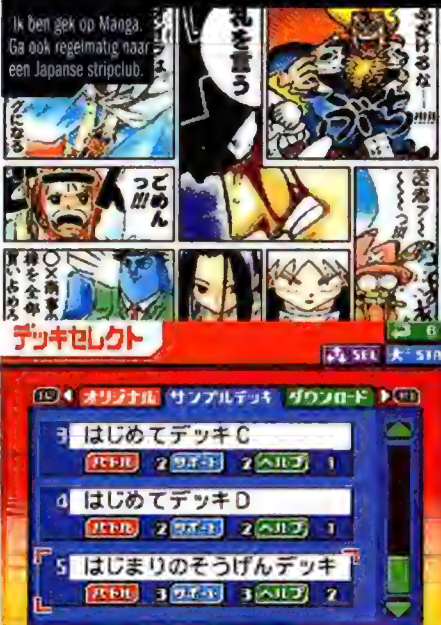 Ik ben gek op Manga.
Ga ook regelmatig naar
een Japanse stripclub.
礼を言う
グになる
ごめん
っ!!!
デッキセレクト
SEL
オリジナル サンプルデッキ ダウンロード
3 はじめてデッキC
バトル 2 サポート 2 ヘルプ 1
4 はじめてデッキD
バトル 2 サポート 2 ヘルプ 1
5 はじまりのそうげんデッキ
バトル 3 サポート 3 ヘルプ 2